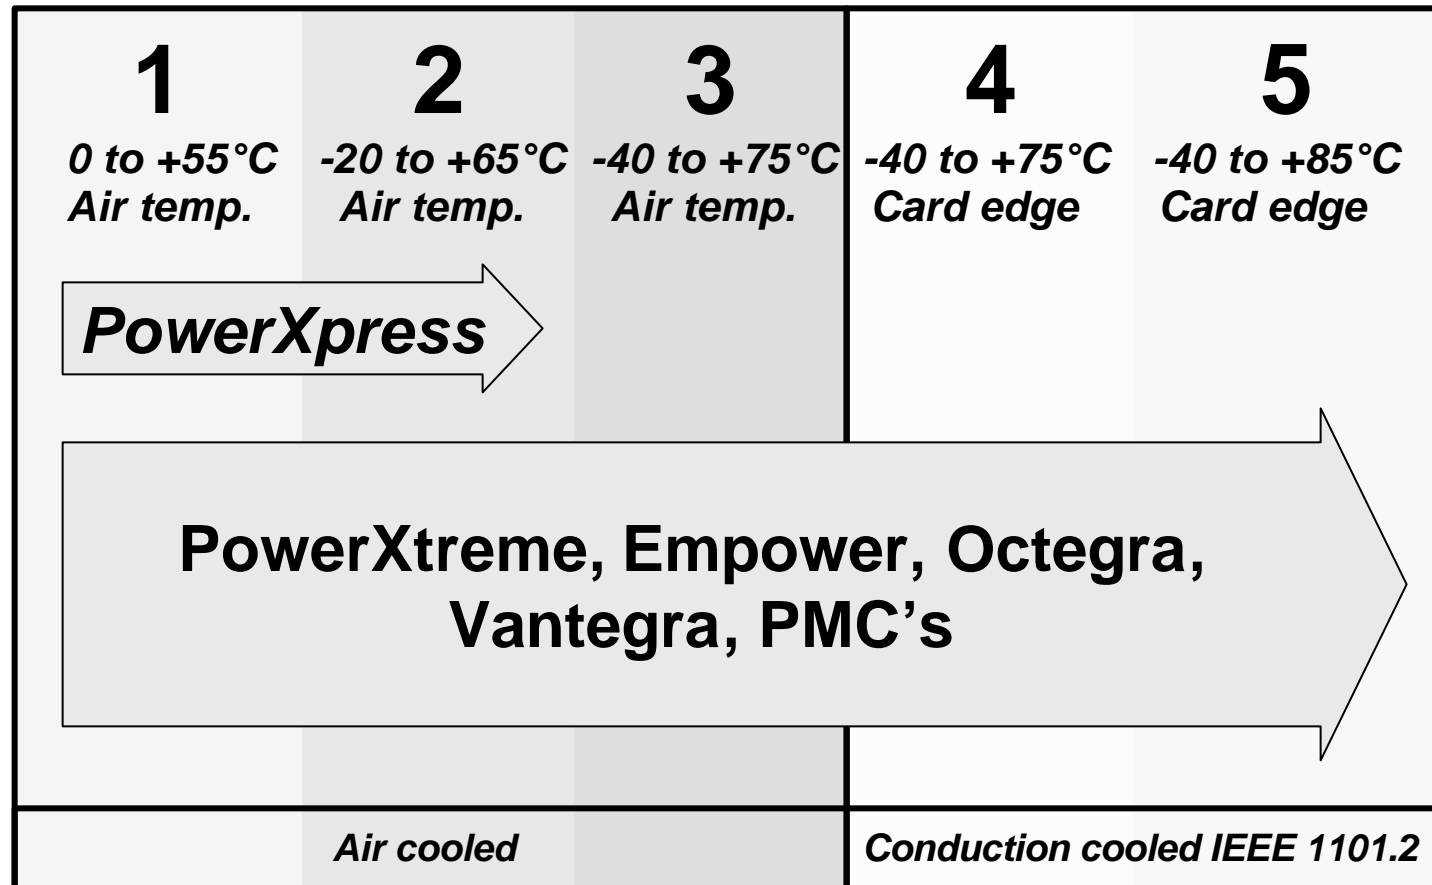 1 2 3 4 5
0 to +55°C -20 to +65°C -40 to +75°C -40 to +75°C -40 to +85°C
Air temp. Air temp. Air temp. Card edge Card edge
PowerXpress
PowerXtreme, Empower, Octegra,
Vantegra, PMC’s
Air cooled Conduction cooled IEEE 1101.2